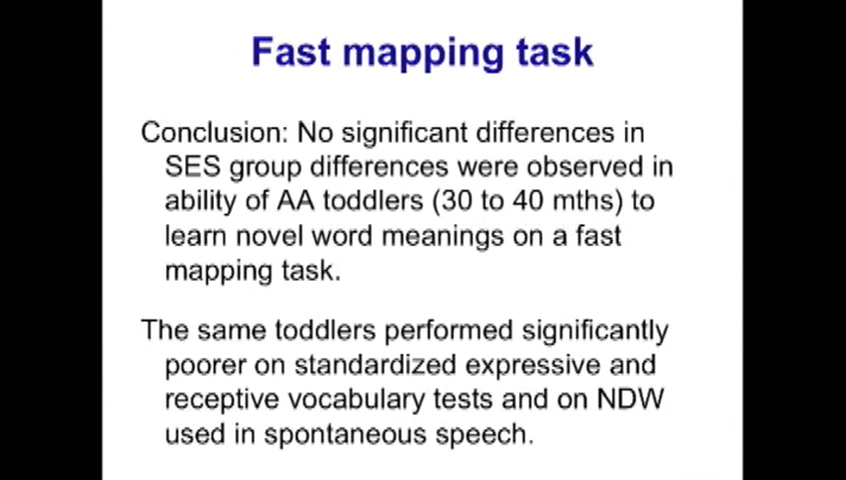 Fast mapping task
Conclusion: No significant differences in
SES group differences were observed in
ability of AA toddlers (30 to 40 mths) to
learn novel word meanings on a fast
mapping task.
The same toddlers performed significantly
poorer on standardized expressive and
receptive vocabulary tests and on NDW
used in spontaneous speech.